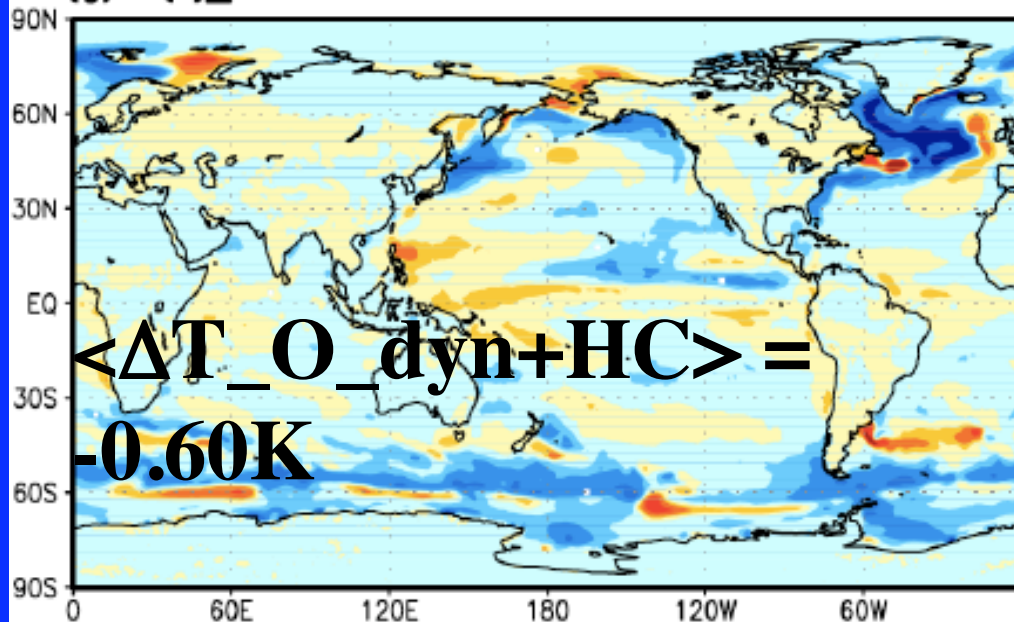 90N
60N
30N
EQ
<ΔT_O_dyn+HC> =
30S
-0.60K
60S
90S
0 60E 120E 180 120W 60W